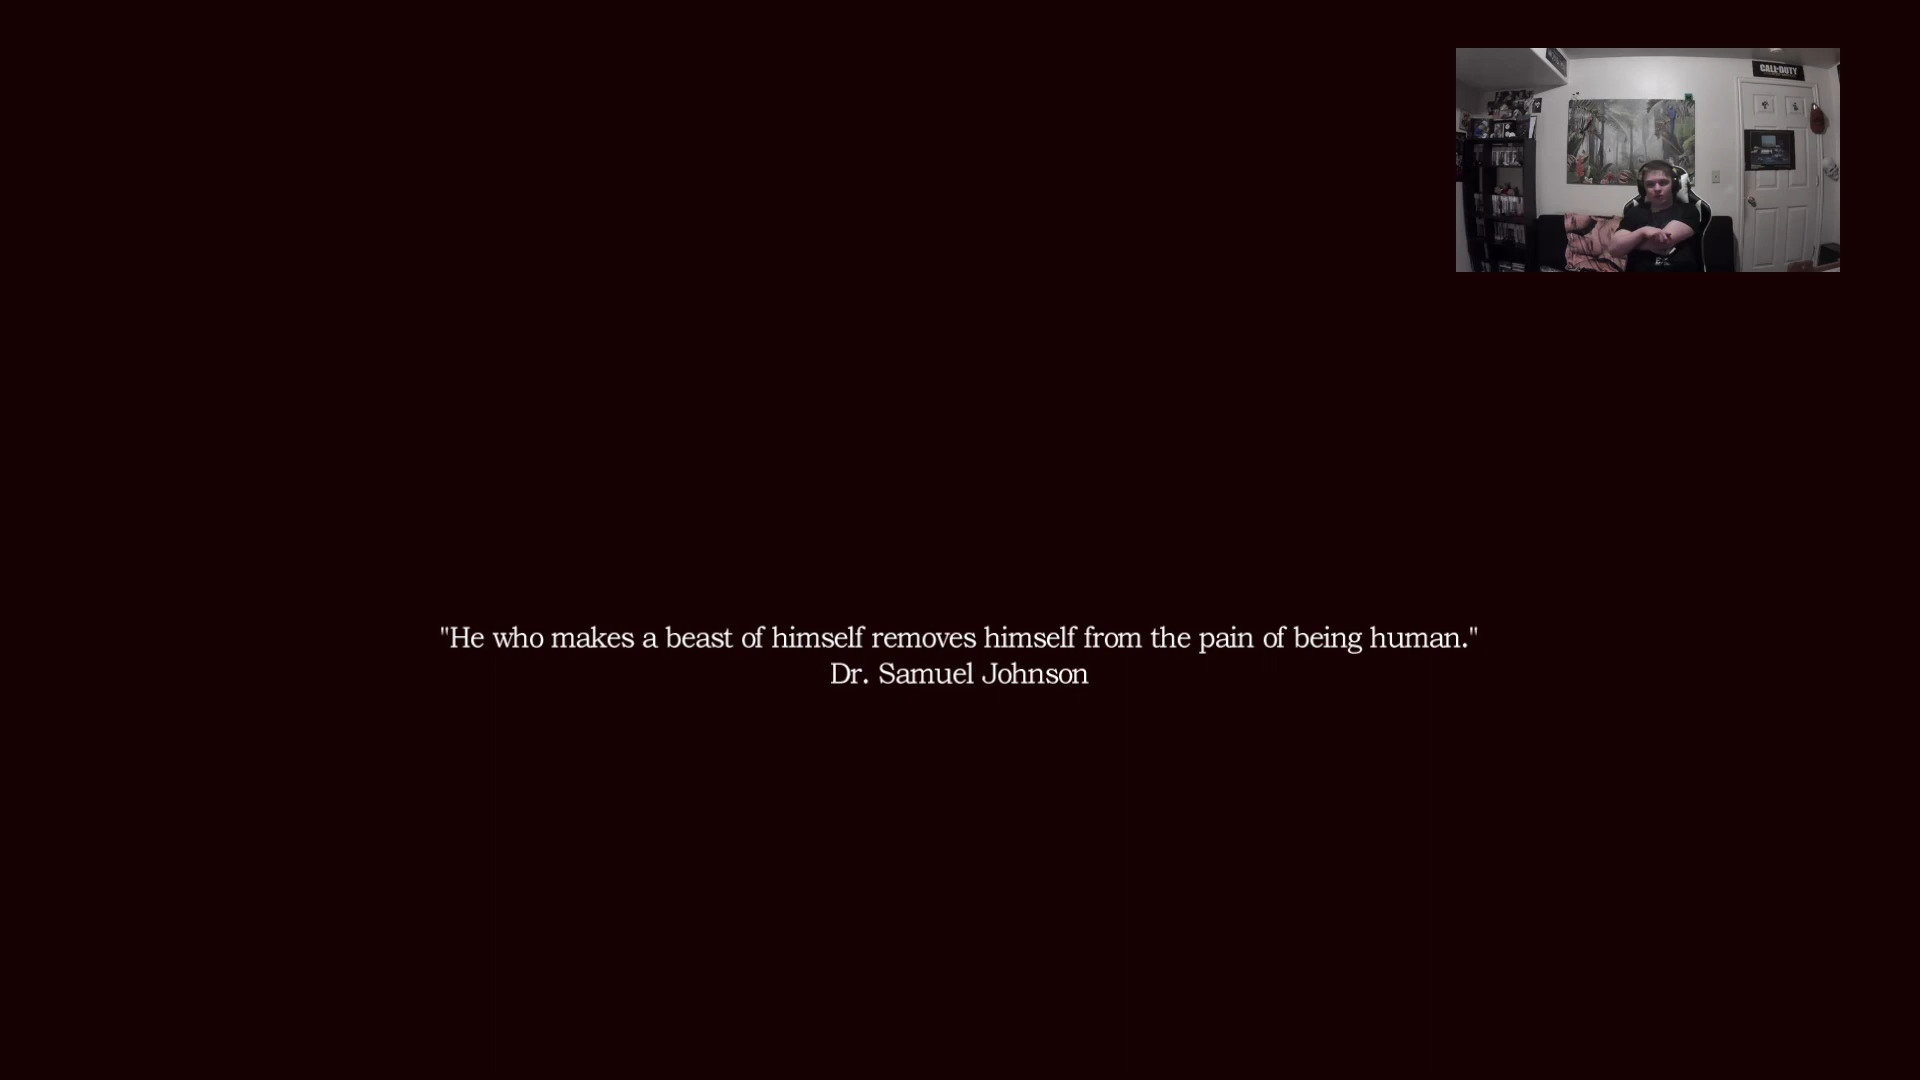 CALL OF DUTY
"He who makes a beast of himself removes himself from the pain of being human."
Dr. Samuel Johnson